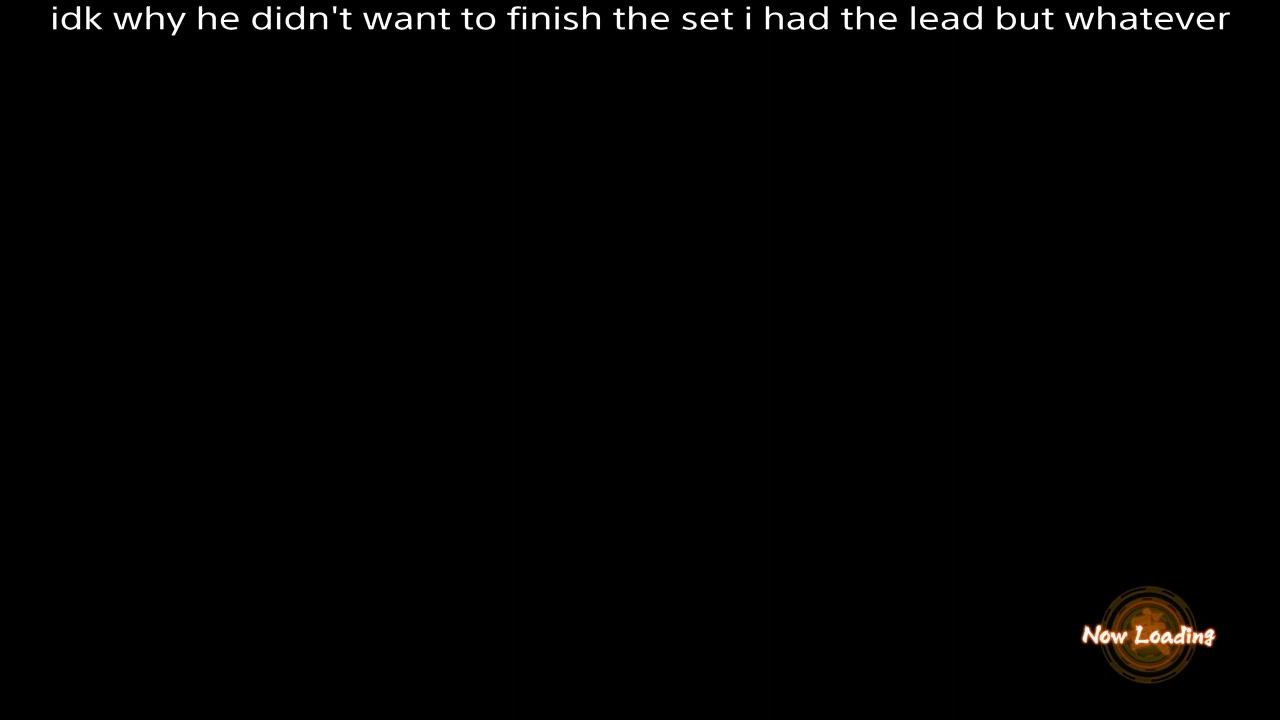 idk why he didn't want to finish the set i had the lead but whatever
Now Loading